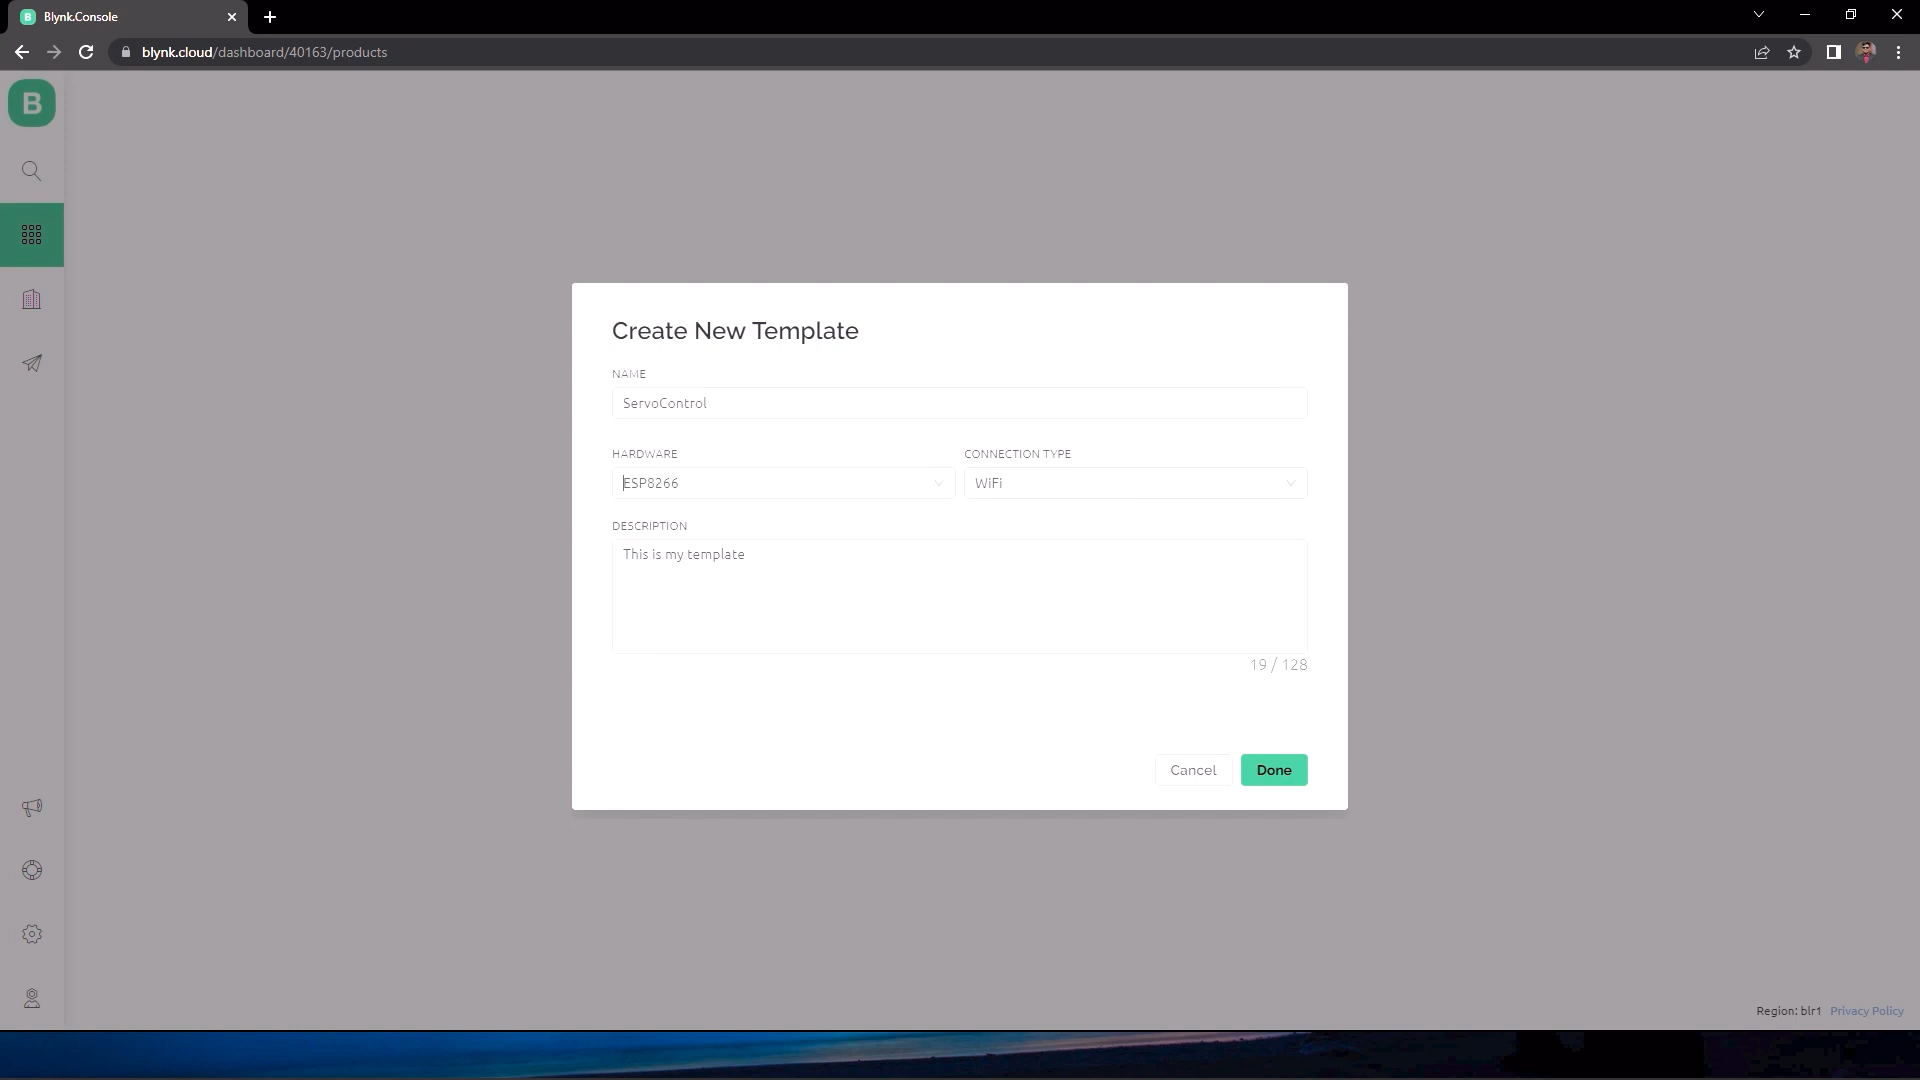 B Blynk.Console
blynk.cloud/dashboard/40163/products
B
Create New Template
NAME
ServoControl
HARDWARE CONNECTION TYPE
ESP8266 WiFi
DESCRIPTION
This is my template
19 / 128
Cancel Done
Region: blr1 Privacy Policy